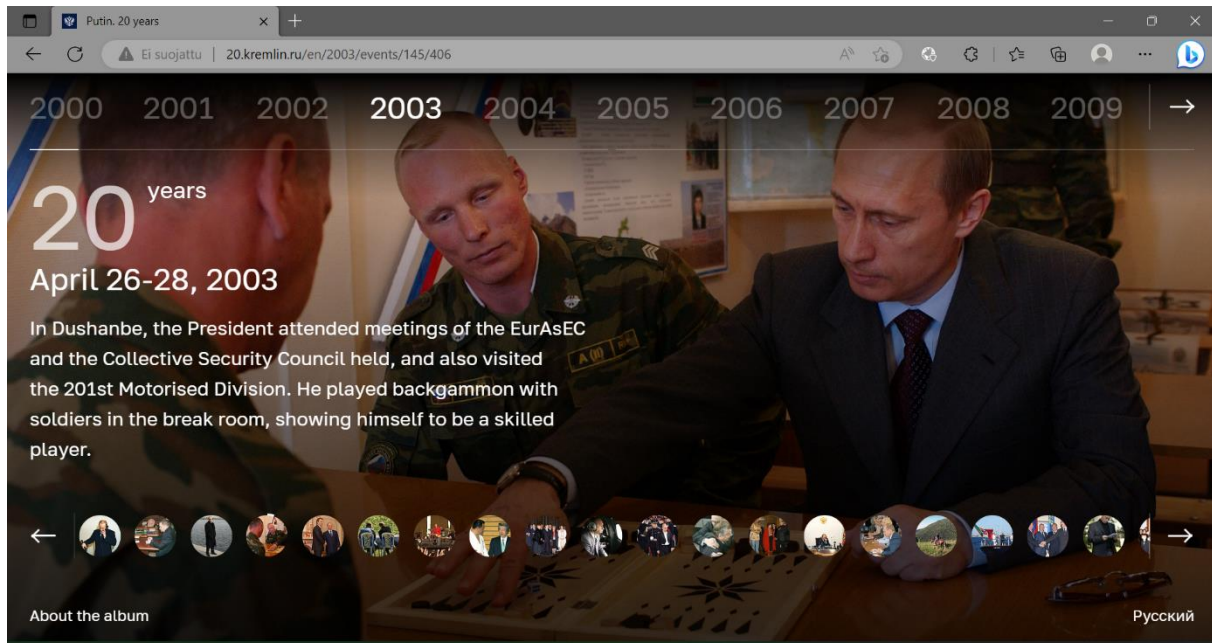 Putin. 20 years
Ei suojattu | 20.kremlin.ru/en/2003/events/145/406
2000 2001 2002 2003 2004 2005 2006 2007 2008 2009
20 years
April 26-28, 2003
In Dushanbe, the President attended meetings of the EurAsEC
and the Collective Security Council held, and also visited
the 201st Motorised Division. He played backgammon with
soldiers in the break room, showing himself to be a skilled
player.
About the album
Русский